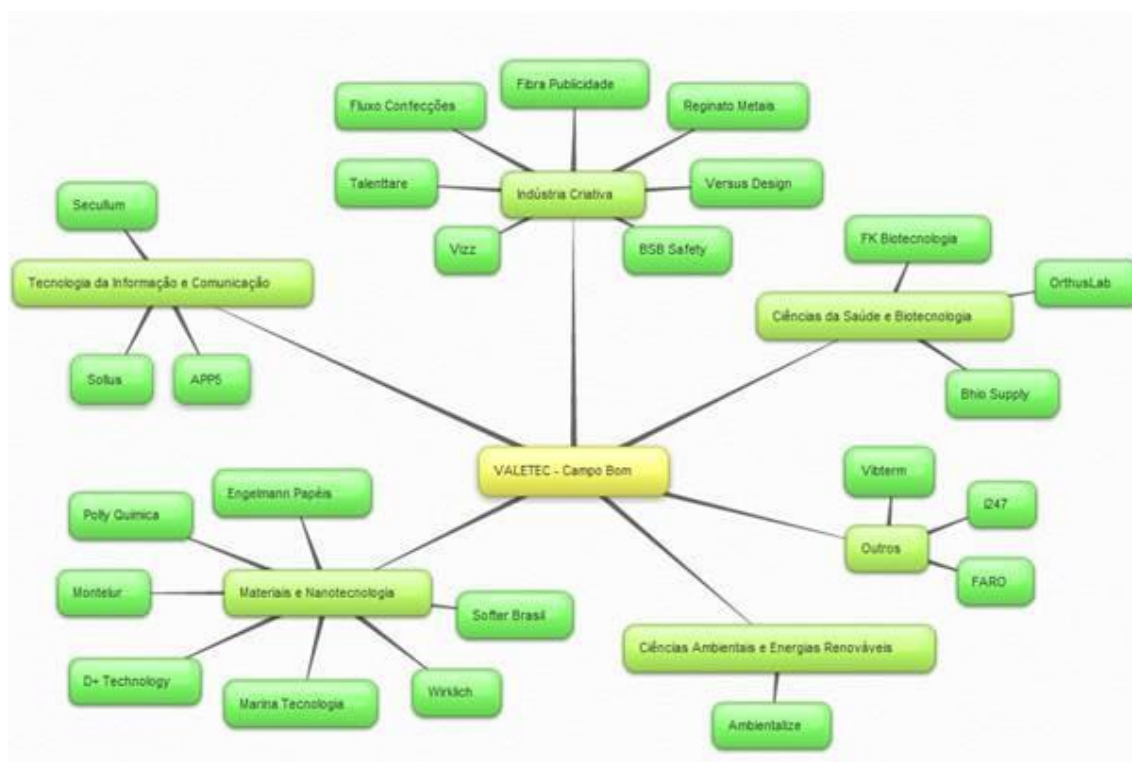 Fibra Publicidade
Fluxo Confecções
Reginato Metais
Talenttare
Indústria Criativa
Versus Design
Vizz
BSB Safety
Secullum
Tecnologia da Informação e Comunicação
Sollus
APP5
FK Biotecnologia
OrthusLab
Ciências da Saúde e Biotecnologia
Bhio Supply
VALETEC - Campo Bom
Vibterm
i247
Outros
FARO
Engelmann Papéis
Polly Quimica
Montelur
Materiais e Nanotecnologia
Softer Brasil
D+ Technology
Marina Tecnologia
Wirklich
Ciências Ambientais e Energias Renováveis
Ambientalize